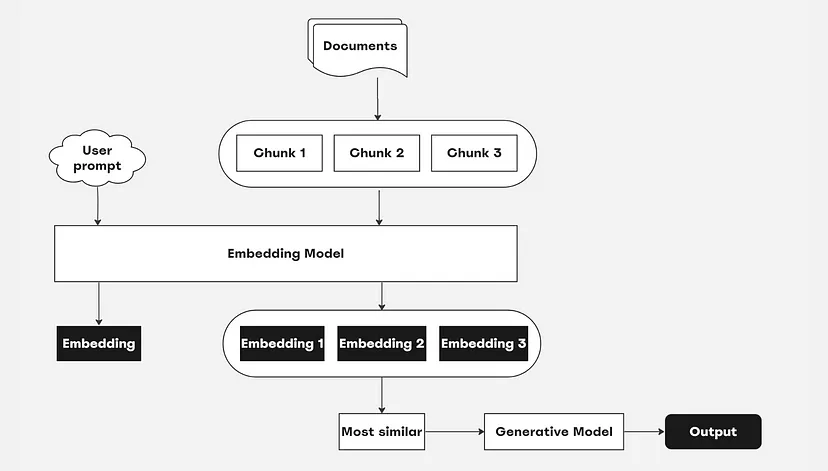 Documents
Chunk 1
Chunk 2
Chunk 3
User
prompt
Embedding Model
Embedding
Embedding 1
Embedding 2
Embedding 3
Most similar
Generative Model
Output